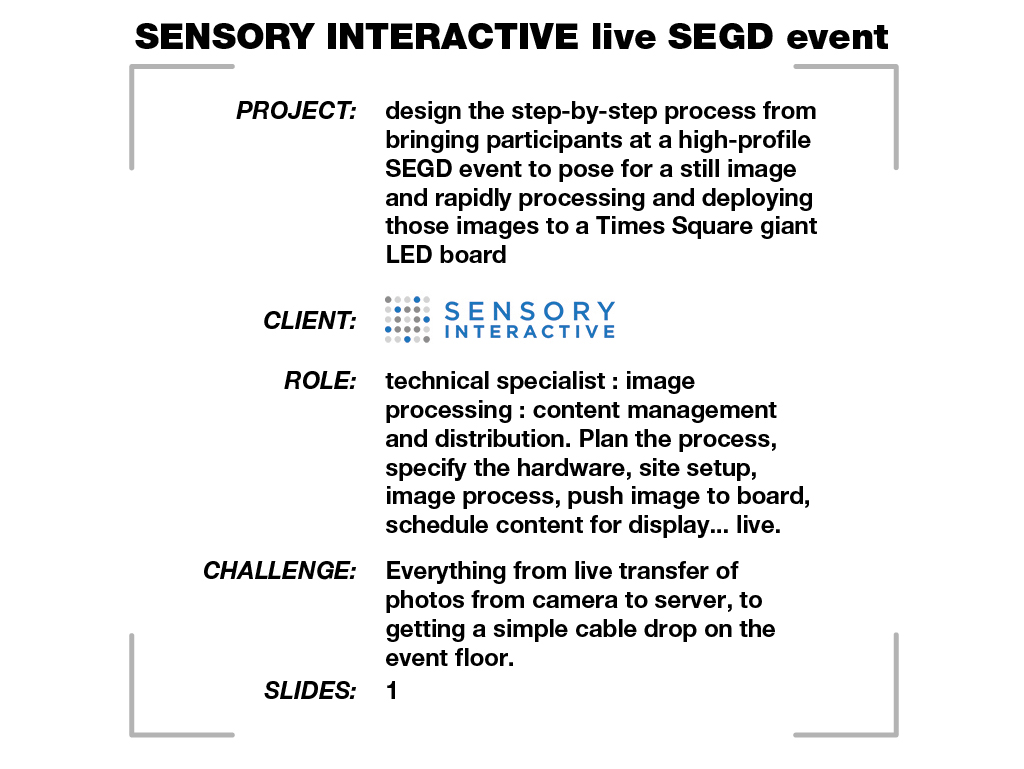 SENSORY INTERACTIVE live SEGD event
PROJECT: design the step-by-step process from
bringing participants at a high-profile
SEGD event to pose for a still image
and rapidly processing and deploying
those images to a Times Square giant
LED board
CLIENT: SENSORY
INTERACTIVE
ROLE: technical specialist : image
processing : content management
and distribution. Plan the process,
specify the hardware, site setup,
image process, push image to board,
schedule content for display... live.
CHALLENGE: Everything from live transfer of
photos from camera to server, to
getting a simple cable drop on the
event floor.
SLIDES: 1